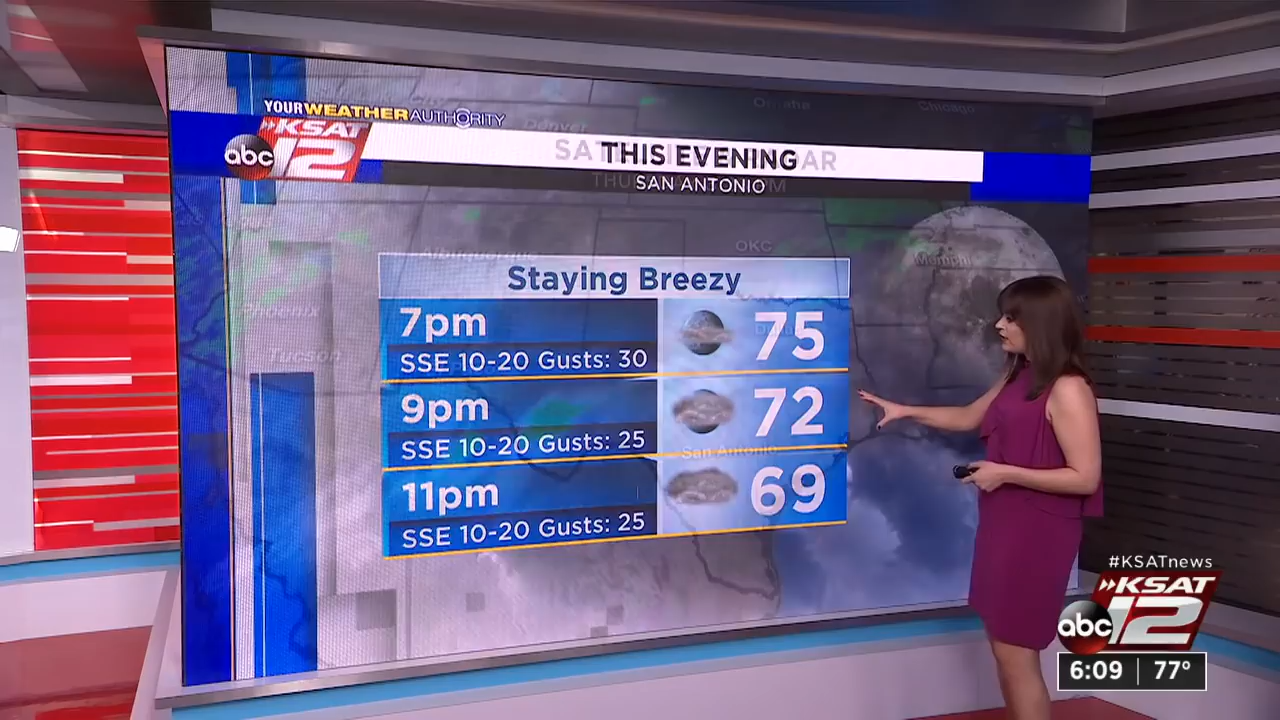 YOUR WEATHER AUTHORITY
Omaha
Chicago
Denver
»KSAT
abc 12
THIS EVENING
SAN ANTONIO
Albuquerque
OKC
Memphis
Staying Breezy
Phoenix
7pm
75
SSE 10-20 Gusts: 30
Tucson
9pm
72
SSE 10-20 Gusts: 25
San Antonio
11pm
69
SSE 10-20 Gusts: 25
#KSATnews
»KSAT
abc 12
6:09 | 77°